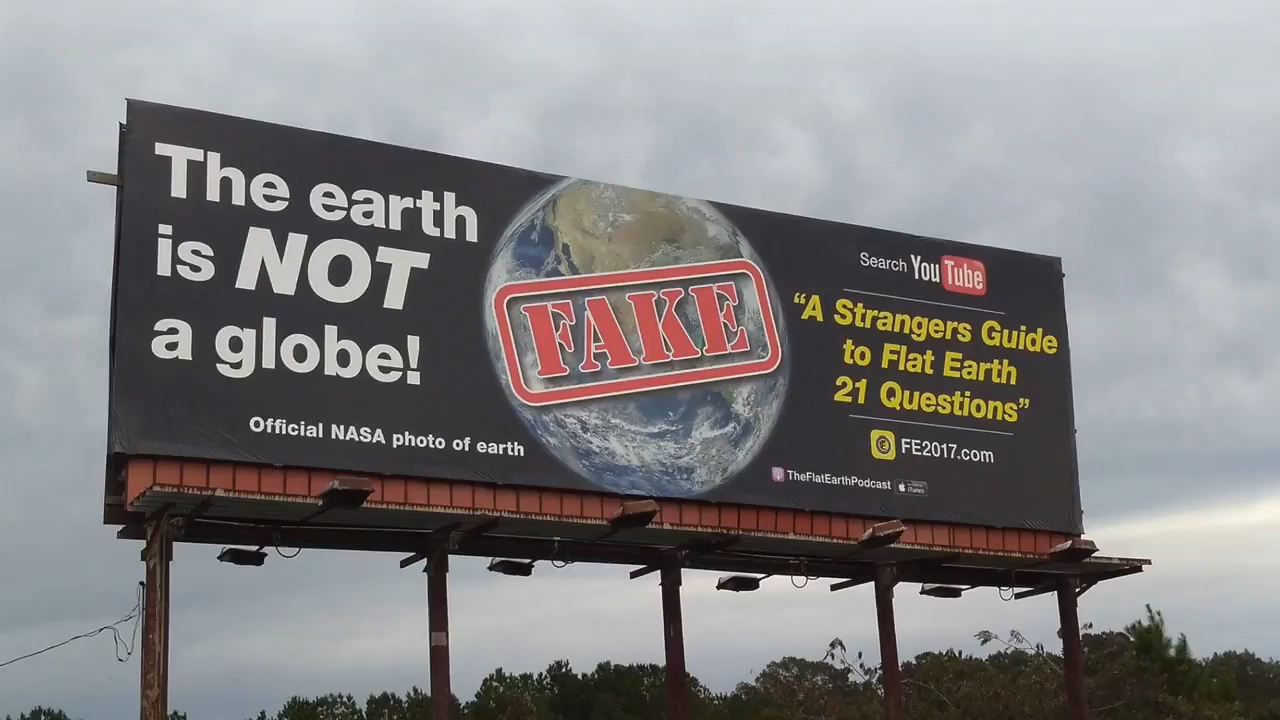 The earth
is NOT
a globe!
Official NASA photo of earth
FAKE
Search YouTube
“A Strangers Guide
to Flat Earth
21 Questions”
FE2017.com
TheFlatEarthPodcast
iTunes